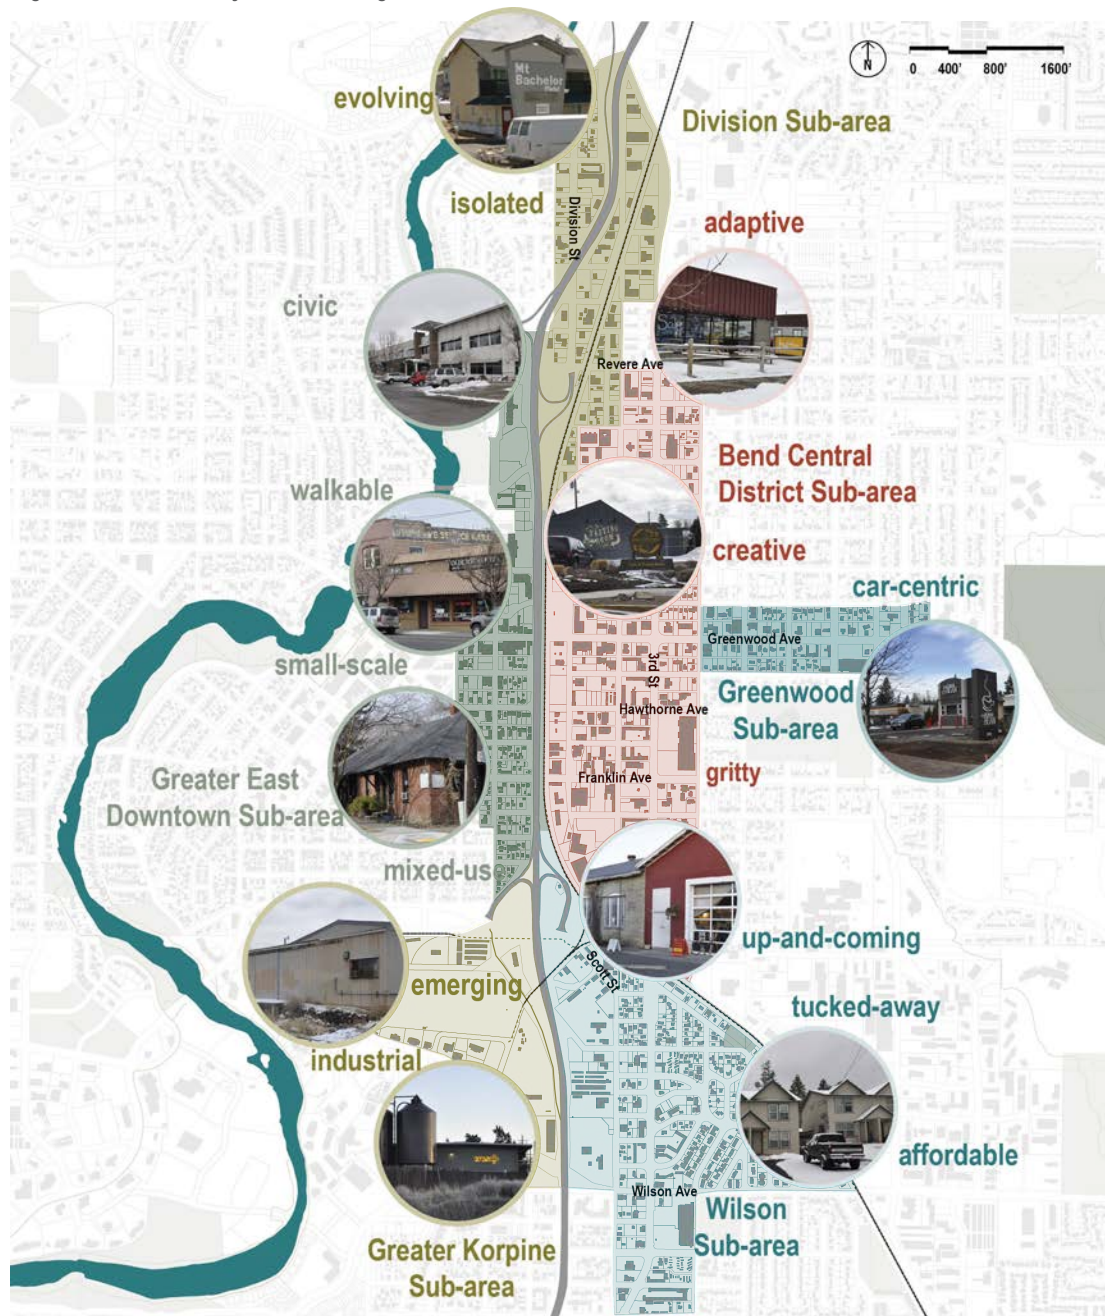 N
0 400' 800' 1600'
Mt
Bachelor
evolving
Division Sub-area
isolated
Division St
adaptive
civic
Revere Ave
Bend Central
District Sub-area
walkable
creative
car-centric
Greenwood Ave
small-scale
3rd St
Greenwood
Sub-area
Hawthorne Ave
Franklin Ave
gritty
Greater East
Downtown Sub-area
mixed-use
up-and-coming
Scott St
emerging
tucked-away
industrial
affordable
Wilson Ave
Wilson
Sub-area
Greater Korpine
Sub-area